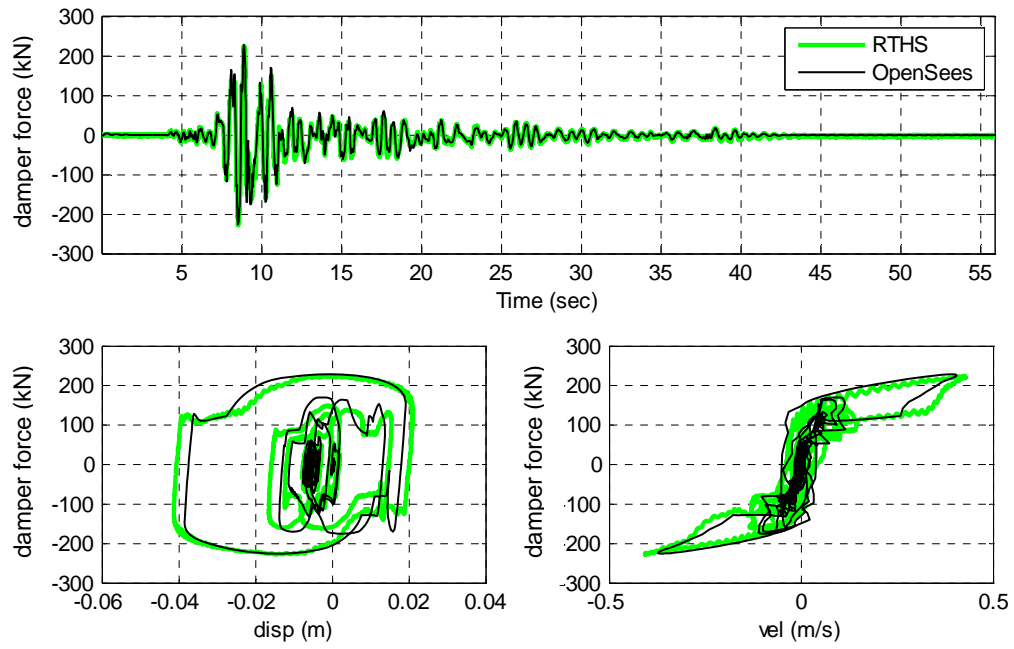 300
200
100
0
-100
-200
-300
damper force (kN)
RTHS
OpenSees
5 10 15 20 25 30 35 40 45 50 55
Time (sec)
300
200
100
0
-100
-200
-300
damper force (kN)
-0.06 -0.04 -0.02 0 0.02 0.04
disp (m)
300
200
100
0
-100
-200
-300
damper force (kN)
-0.5 0 0.5
vel (m/s)